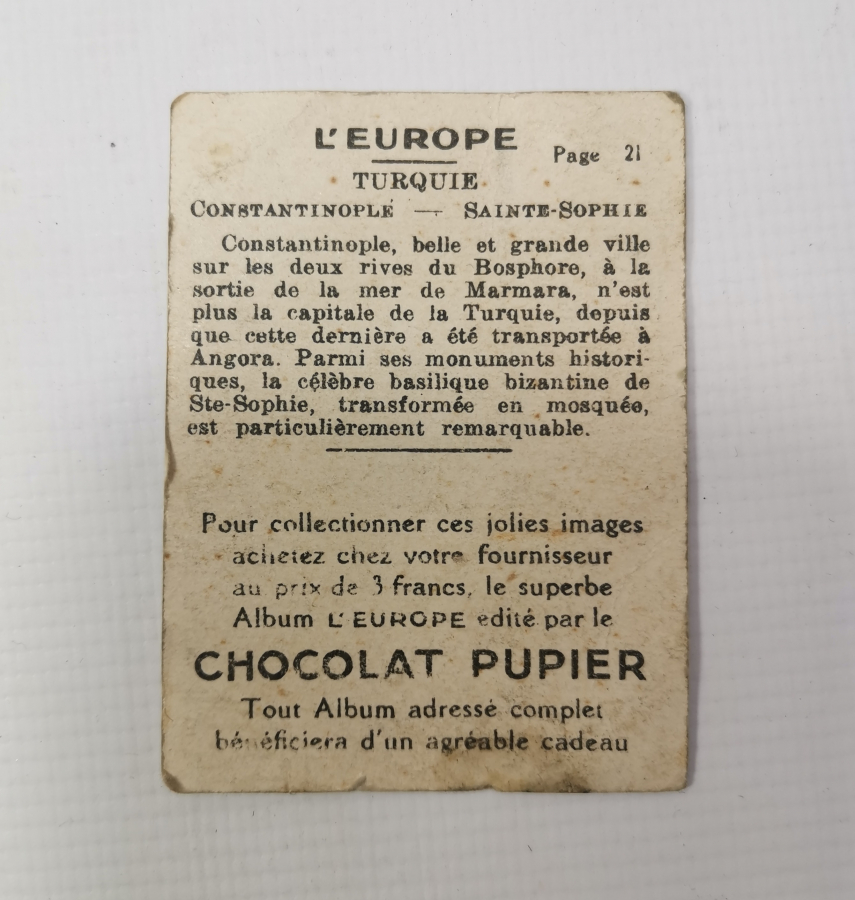 L'EUROPE
Page 21
TURQUIE
CONSTANTINOPLE — SAINTE-SOPHIE
Constantinople, belle et grande ville
sur les deux rives du Bosphore, à la
sortie de la mer de Marmara, n'est
plus la capitale de la Turquie, depuis
que cette dernière a été transportée à
Angora. Parmi ses monuments histori-
ques, la célèbre basilique bizantine de
Ste-Sophie, transformée en mosquée,
est particulièrement remarquable.
Pour collectionner ces jolies images
achetez chez votre fournisseur
au prix de 3 francs, le superbe
Album L'EUROPE edité par le
CHOCOLAT PUPIER
Tout Album adressé complet
bénéficiera d'un agréable cadeau